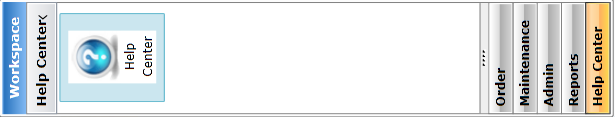 Workspace
Help Center
Help
Center
Order
Maintenance
Admin
Reports
Help Center